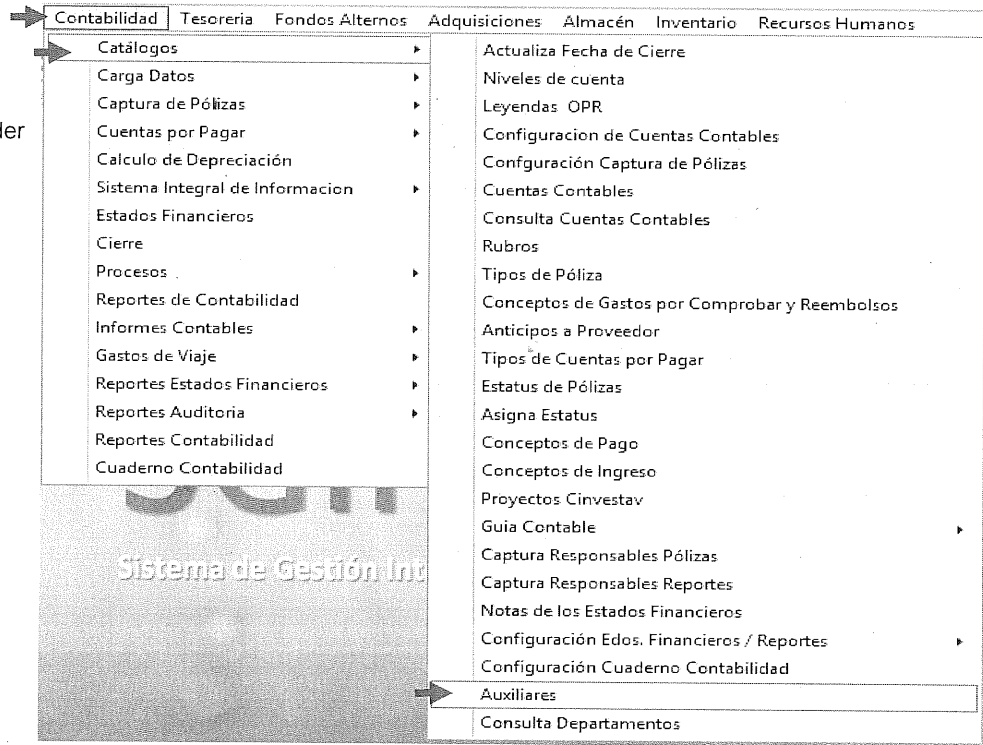 Contabilidad Tesoreria Fondos Alternos Adquisiciones Almacén Inventario Recursos Humanos
Catálogos
Carga Datos
Captura de Pólizas
Cuentas por Pagar
Calculo de Depreciación
Sistema Integral de Informacion
Estados Financieros
Cierre
Procesos
Reportes de Contabilidad
Informes Contables
Gastos de Viaje
Reportes Estados Financieros
Reportes Auditoria
Reportes Contabilidad
Cuaderno Contabilidad
Actualiza Fecha de Cierre
Niveles de cuenta
Leyendas OPR
Configuracion de Cuentas Contables
Confguración Captura de Pólizas
Cuentas Contables
Consulta Cuentas Contables
Rubros
Tipos de Póliza
Conceptos de Gastos por Comprobar y Reembolsos
Anticipos a Proveedor
Tipos de Cuentas por Pagar
Estatus de Pólizas
Asigna Estatus
Conceptos de Pago
Conceptos de Ingreso
Proyectos Cinvestav
Guia Contable
Captura Responsables Pólizas
Captura Responsables Reportes
Notas de los Estados Financieros
Configuración Edos. Financieros / Reportes
Configuración Cuaderno Contabilidad
Auxiliares
Consulta Departamentos
Sistema de Gestión Int